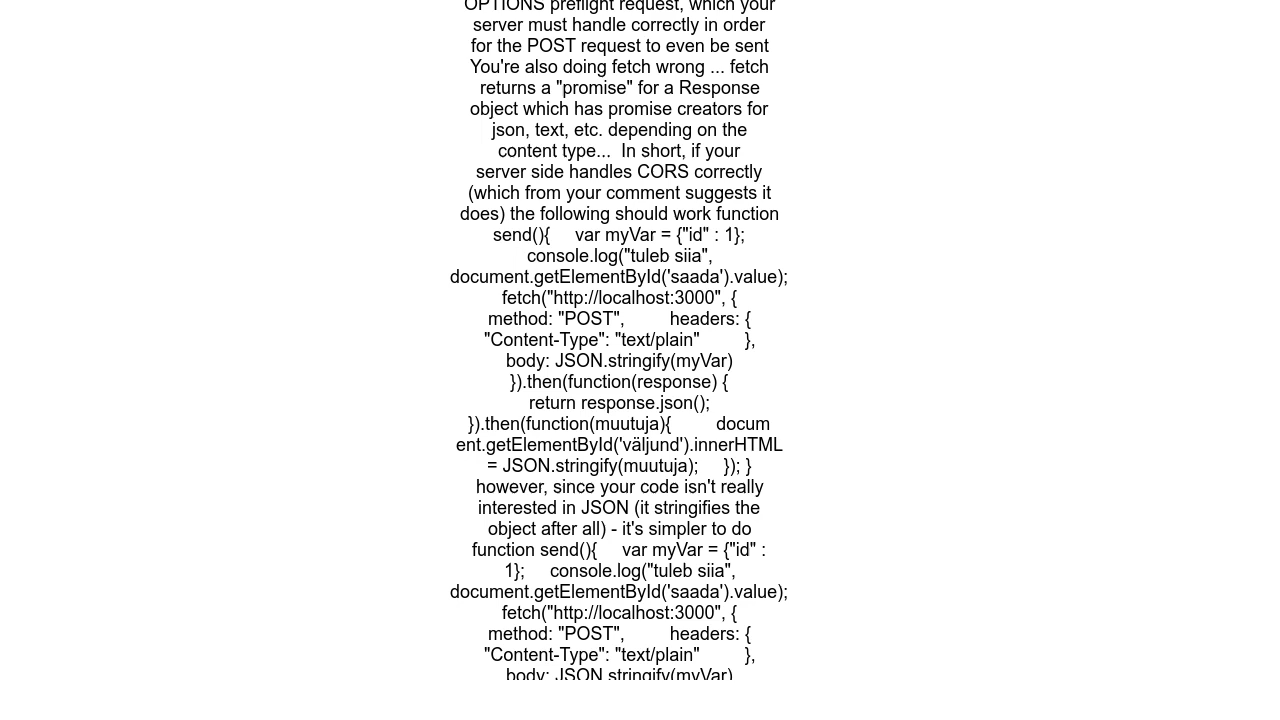 OPTIONS preflight request, which your
server must handle correctly in order
for the POST request to even be sent
You're also doing fetch wrong ... fetch
returns a "promise" for a Response
object which has promise creators for
json, text, etc. depending on the
content type...  In short, if your
server side handles CORS correctly
(which from your comment suggests it
does) the following should work function
send(){     var myVar = {"id" : 1};
console.log("tuleb siia",
document.getElementById('saada').value);
fetch("http://localhost:3000", {
method: "POST",         headers: {
"Content-Type": "text/plain"         },
body: JSON.stringify(myVar)
}).then(function(response) {
return response.json();
}).then(function(muutuja){         docum
ent.getElementById('väljund').innerHTML
= JSON.stringify(muutuja);     }); }
however, since your code isn't really
interested in JSON (it stringifies the
object after all) - it's simpler to do
function send(){     var myVar = {"id" :
1};     console.log("tuleb siia",
document.getElementById('saada').value);
fetch("http://localhost:3000", {
method: "POST",         headers: {
"Content-Type": "text/plain"         },
body: JSON.stringify(myVar)